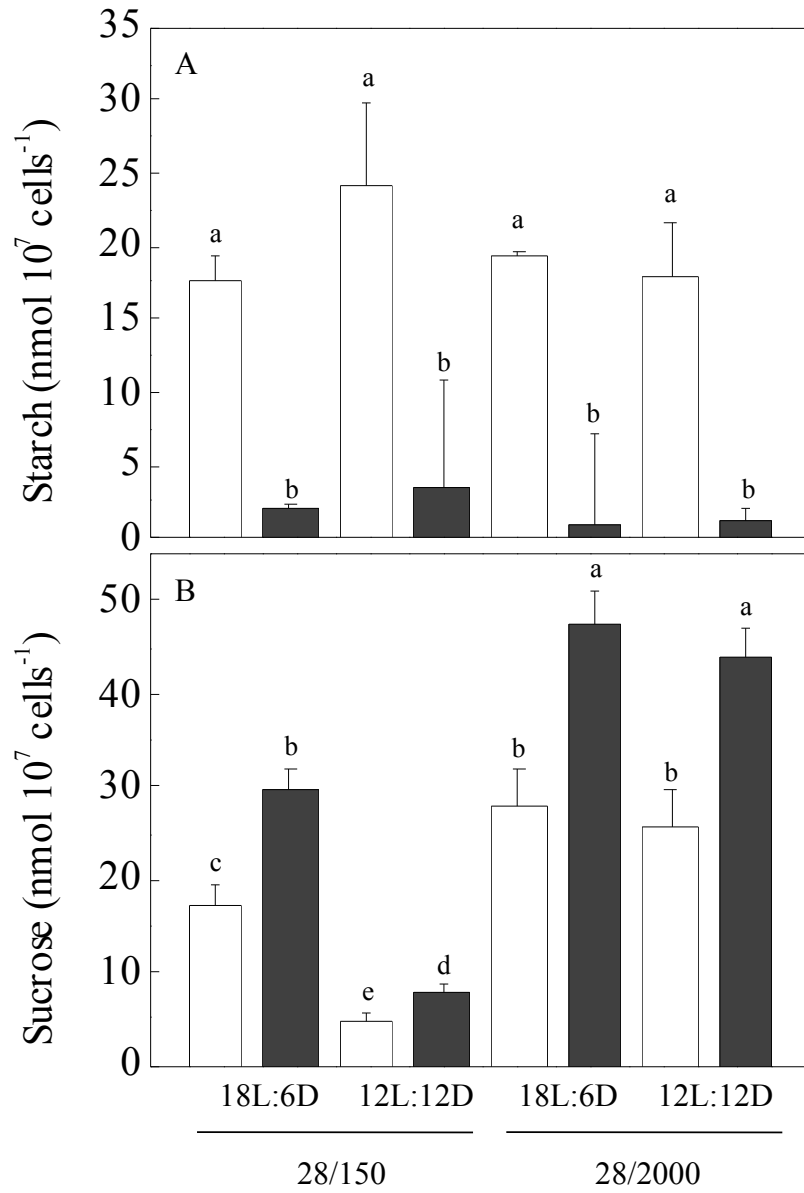 Starch (nmol 10⁷ cells⁻¹)
35
30
25
20
15
10
5
0
A
a
b
a
b
a
b
a
b
Sucrose (nmol 10⁷ cells⁻¹)
50
40
30
20
10
0
B
c
b
e
d
b
a
b
a
18L:6D 12L:12D 18L:6D 12L:12D
28/150 28/2000